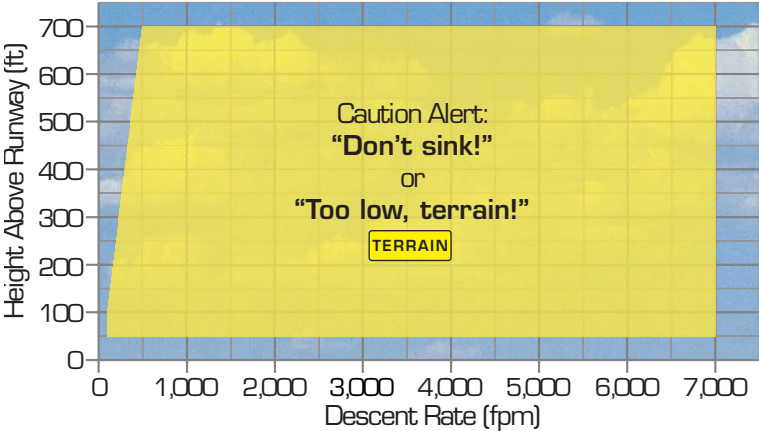 Height Above Runway (ft)
700
600
500
400
300
200
100
0
Caution Alert:
“Don’t sink!”
or
“Too low, terrain!”
TERRAIN
0 1,000 2,000 3,000 4,000 5,000 6,000 7,000
Descent Rate (fpm)